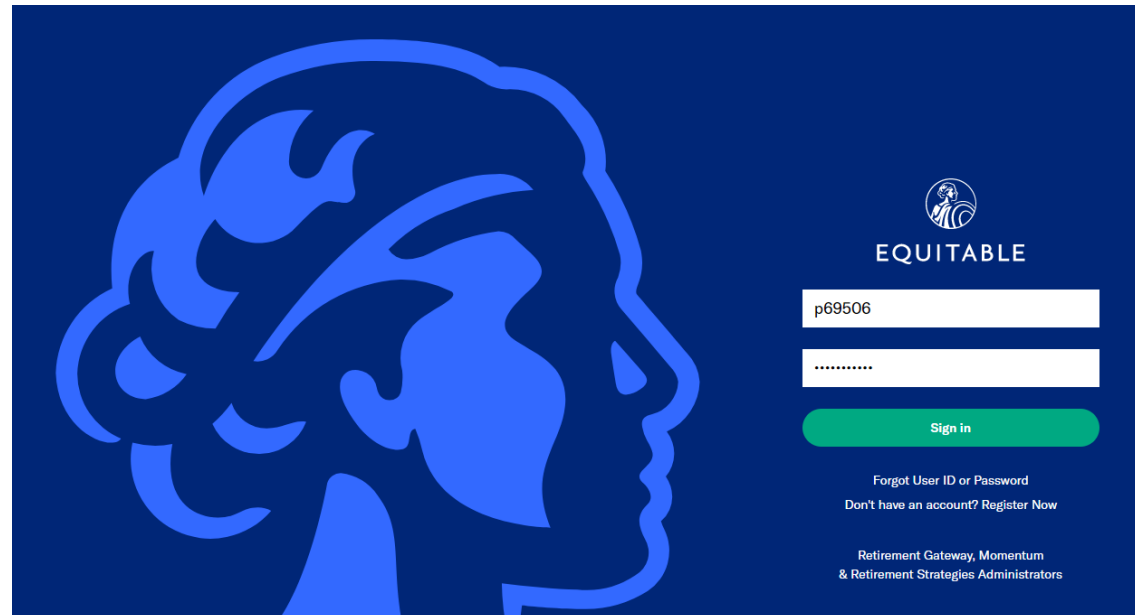 EQUITABLE
p69506
•••••••••••
Sign in
Forgot User ID or Password
Don't have an account? Register Now
Retirement Gateway, Momentum
& Retirement Strategies Administrators